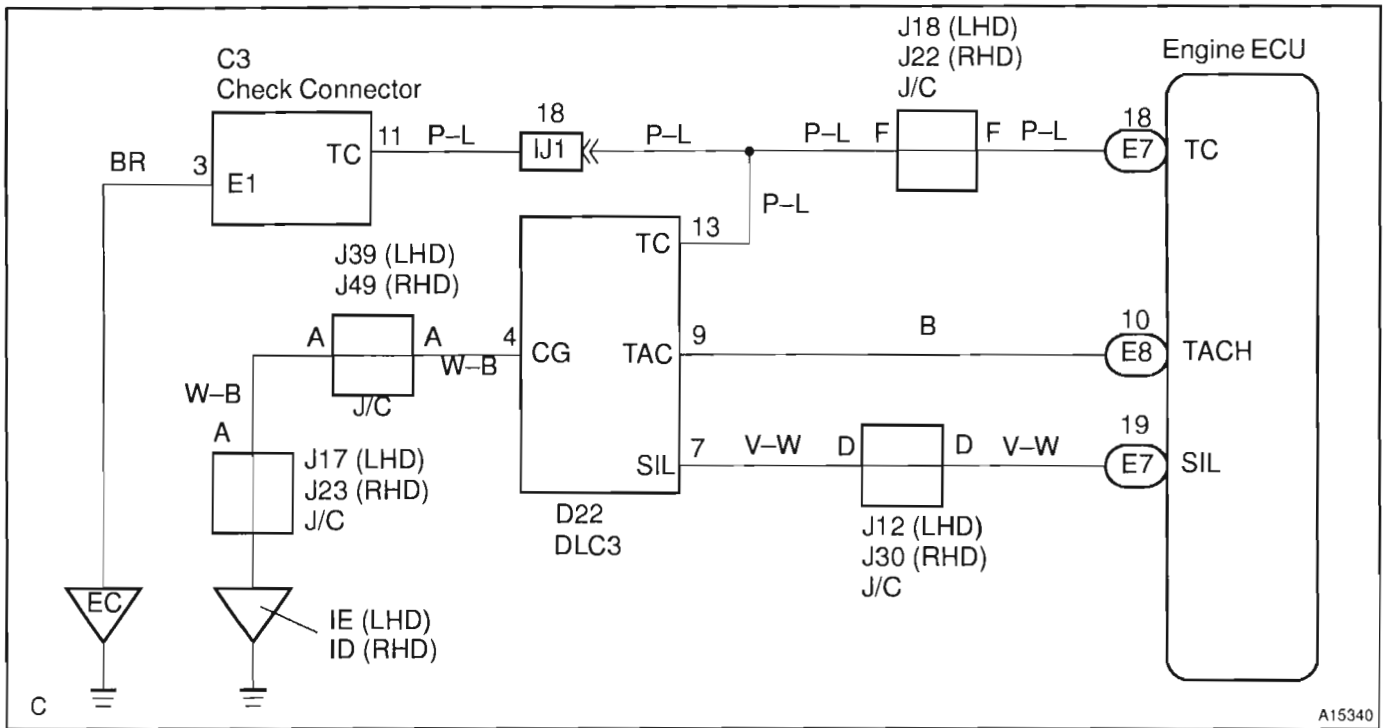 J18 (LHD)
J22 (RHD)
J/C
Engine ECU
C3
Check Connector
11
P–L
18
IJ1
P–L
P–L
F
F
P–L
18
E7
TC
TC
BR
3
E1
P–L
J39 (LHD)
J49 (RHD)
TC
13
A
A
W–B
4
CG
TAC
9
B
10
E8
TACH
J/C
W–B
A
J17 (LHD)
J23 (RHD)
J/C
SIL
7
V–W
D
D
V–W
19
E7
SIL
D22
DLC3
J12 (LHD)
J30 (RHD)
J/C
EC
IE (LHD)
ID (RHD)
C
A15340